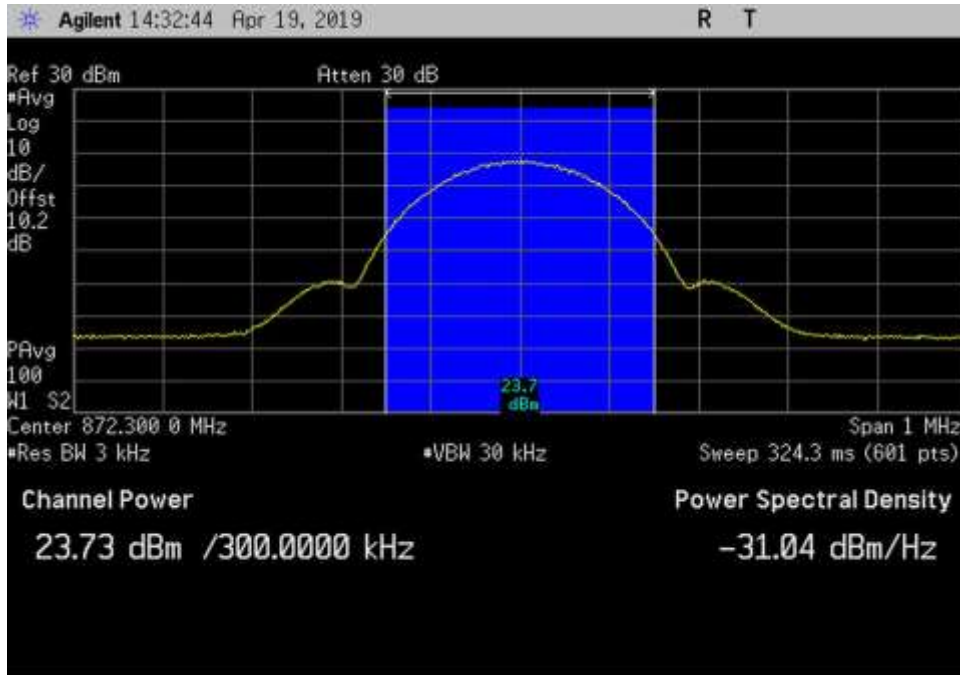 Agilent 14:32:44 Apr 19, 2019 R T
Ref 30 dBm Atten 30 dB
#Avg
Log
10
dB/
Offst
10.2
dB
PAvg
100
W1 S2
23.7
dBm
Center 872.300 0 MHz Span 1 MHz
#Res BW 3 kHz #VBW 30 kHz Sweep 324.3 ms (601 pts)
Channel Power Power Spectral Density
23.73 dBm /300.0000 kHz -31.04 dBm/Hz